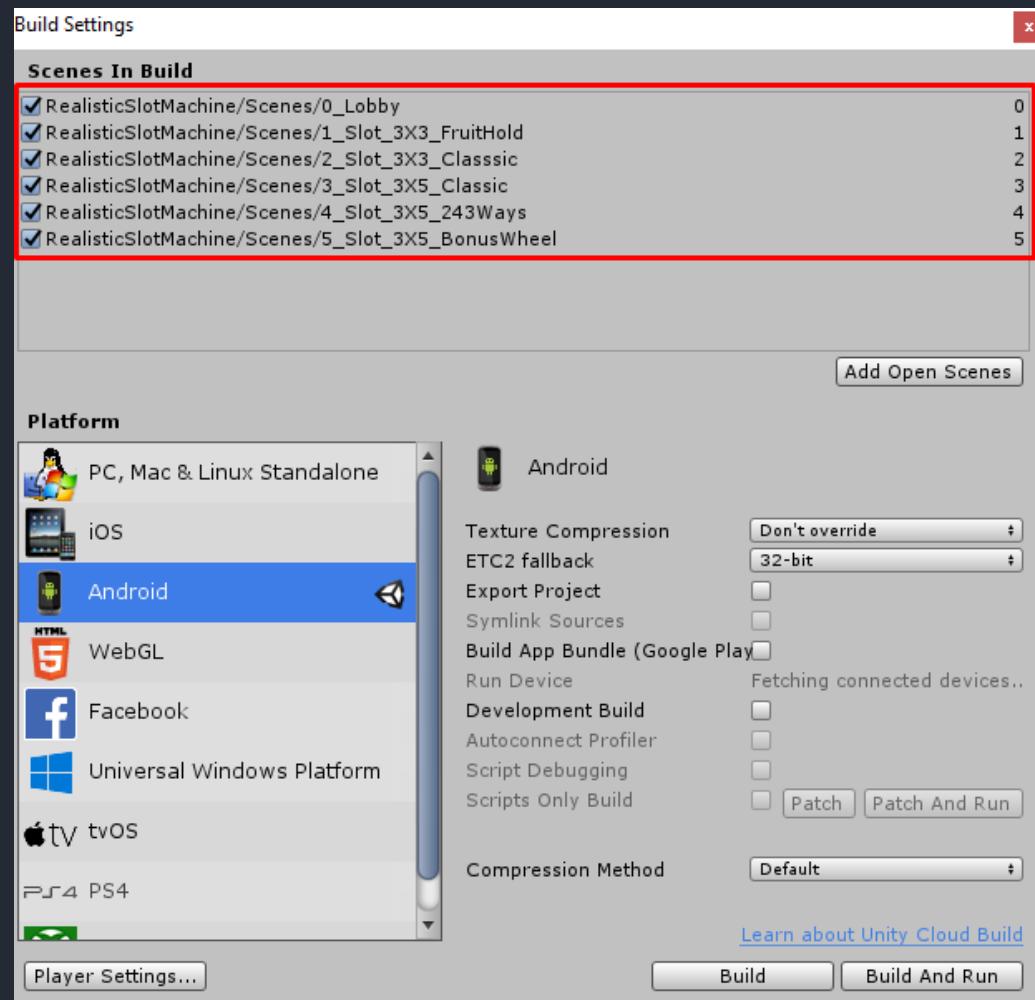 Build Settings
x
Scenes In Build
RealisticSlotMachine/Scenes/0_Lobby 0
RealisticSlotMachine/Scenes/1_Slot_3X3_FruitHold 1
RealisticSlotMachine/Scenes/2_Slot_3X3_Classsic 2
RealisticSlotMachine/Scenes/3_Slot_3X5_Classic 3
RealisticSlotMachine/Scenes/4_Slot_3X5_243Ways 4
RealisticSlotMachine/Scenes/5_Slot_3X5_BonusWheel 5
Add Open Scenes
Platform
PC, Mac & Linux Standalone
iOS
Android
HTML
5
WebGL
f
Facebook
Universal Windows Platform
tv
tvOS
PS4
PS4
Android
Texture Compression Don't override
ETC2 fallback 32-bit
Export Project
Symlink Sources
Build App Bundle (Google Play
Run Device Fetching connected devices..
Development Build
Autoconnect Profiler
Script Debugging
Scripts Only Build Patch Patch And Run
Compression Method Default
Learn about Unity Cloud Build
Player Settings... Build Build And Run